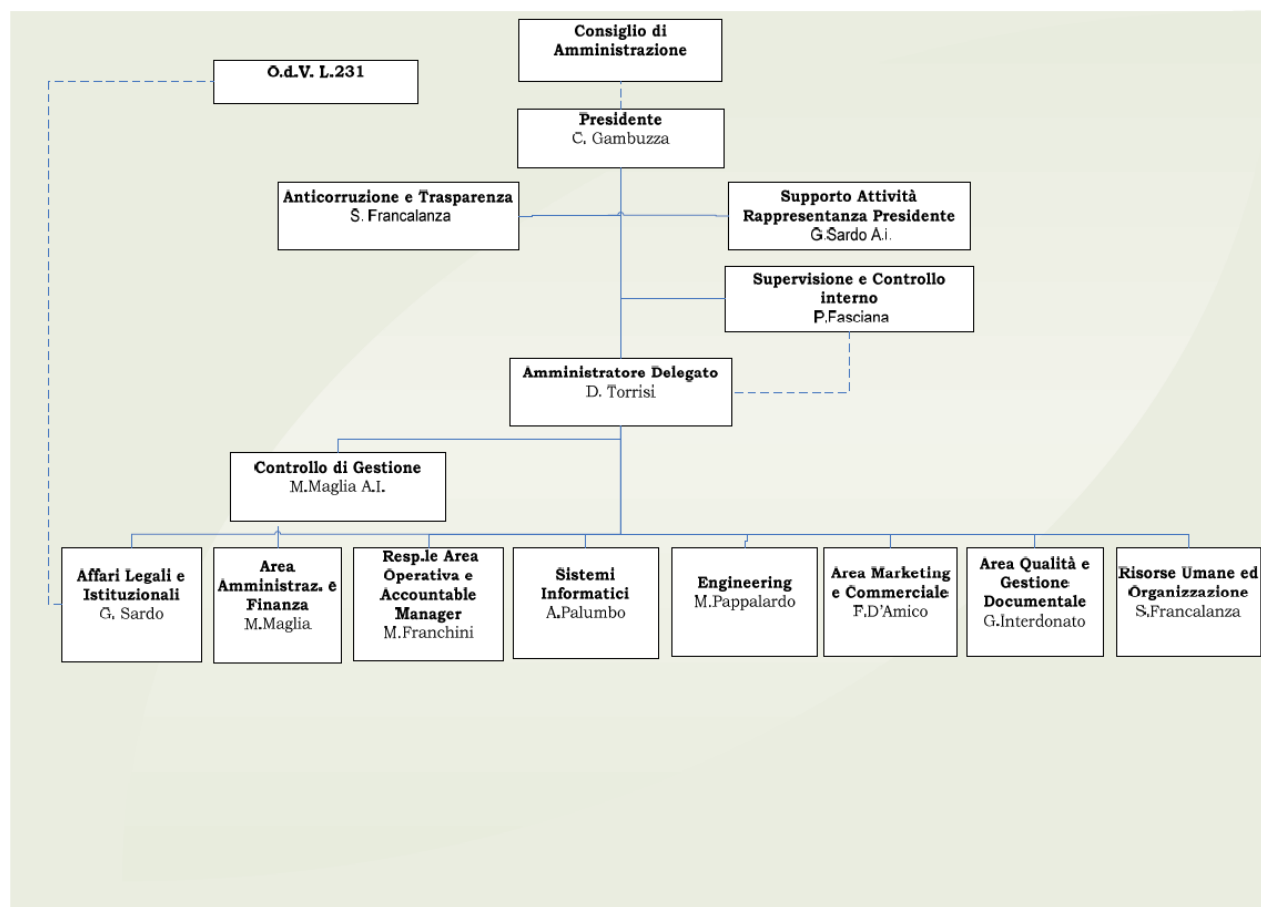 Consiglio di
Amministrazione
O.d.V. L.231
Presidente
C. Gambuzza
Anticorruzione e Trasparenza
S. Francalanza
Supporto Attività
Rappresentanza Presidente
G.Sardo A.i.
Supervisione e Controllo
interno
P.Fasciana
Amministratore Delegato
D. Torrisi
Controllo di Gestione
M.Maglia A.I.
Affari Legali e
Istituzionali
G. Sardo
Area
Amministraz. e
Finanza
M.Maglia
Resp.le Area
Operativa e
Accountable
Manager
M.Franchini
Sistemi
Informatici
A.Palumbo
Engineering
M.Pappalardo
Area Marketing
e Commerciale
F.D'Amico
Area Qualità e
Gestione
Documentale
G.Interdonato
Risorse Umane ed
Organizzazione
S.Francalanza